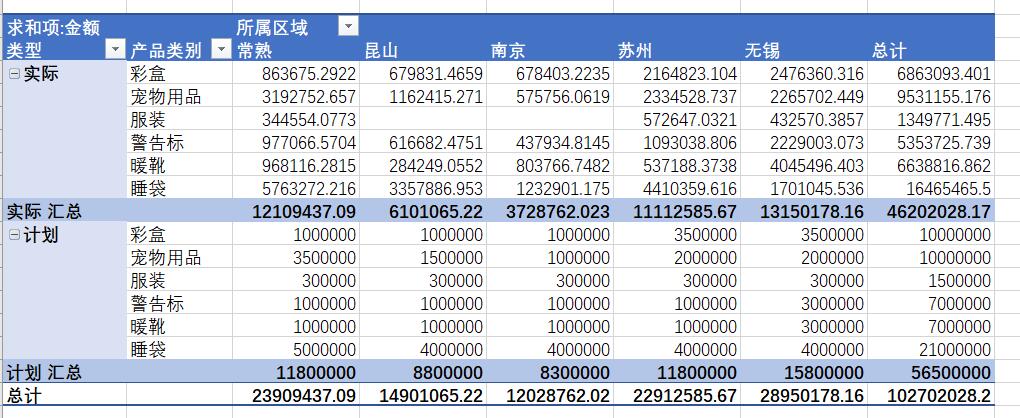 求和项:金额 所属区域
类型 产品类别 常熟 昆山 南京 苏州 无锡 总计
实际 彩盒 863675.2922 679831.4659 678403.2235 2164823.104 2476360.316 6863093.401
宠物用品 3192752.657 1162415.271 575756.0619 2334528.737 2265702.449 9531155.176
服装 344554.0773 572647.0321 432570.3857 1349771.495
警告标 977066.5704 616682.4751 437934.8145 1093038.806 2229003.073 5353725.739
暖靴 968116.2815 284249.0552 803766.7482 537188.3738 4045496.403 6638816.862
睡袋 5763272.216 3357886.953 1232901.175 4410359.616 1701045.536 16465465.5
实际 汇总 12109437.09 6101065.22 3728762.023 11112585.67 13150178.16 46202028.17
计划 彩盒 1000000 1000000 1000000 3500000 3500000 10000000
宠物用品 3500000 1500000 1000000 2000000 2000000 10000000
服装 300000 300000 300000 300000 300000 1500000
警告标 1000000 1000000 1000000 1000000 3000000 7000000
暖靴 1000000 1000000 1000000 1000000 3000000 7000000
睡袋 5000000 4000000 4000000 4000000 4000000 21000000
计划 汇总 11800000 8800000 8300000 11800000 15800000 56500000
总计 23909437.09 14901065.22 12028762.02 22912585.67 28950178.16 102702028.2